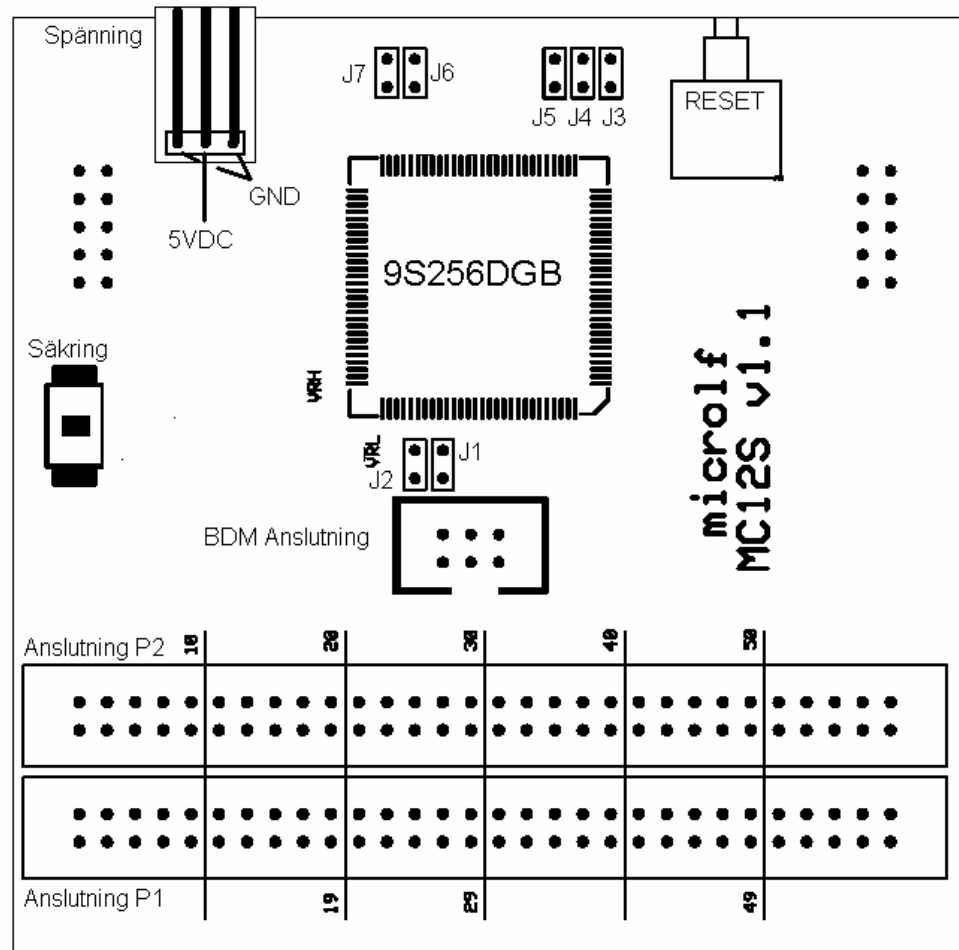 Spänning
J7
J6
J5 J4 J3
RESET
GND
5VDC
9S256DGB
Säkring
VRH
microlf
MC12S v1.1
VRL
J1
J2
BDM Anslutning
Anslutning P2
10
20
30
40
50
Anslutning P1
19
29
49